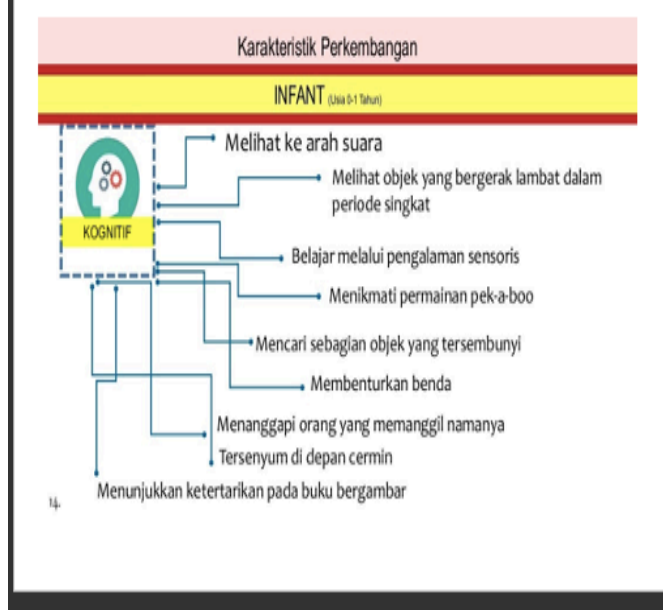 Karakteristik Perkembangan
INFANT (Usia 0-1 Tahun)
KOGNITIF
Melihat ke arah suara
Melihat objek yang bergerak lambat dalam
periode singkat
Belajar melalui pengalaman sensoris
Menikmati permainan pek-a-boo
Mencari sebagian objek yang tersembunyi
Membenturkan benda
Menanggapi orang yang memanggil namanya
Tersenyum di depan cermin
Menunjukkan ketertarikan pada buku bergambar
14.